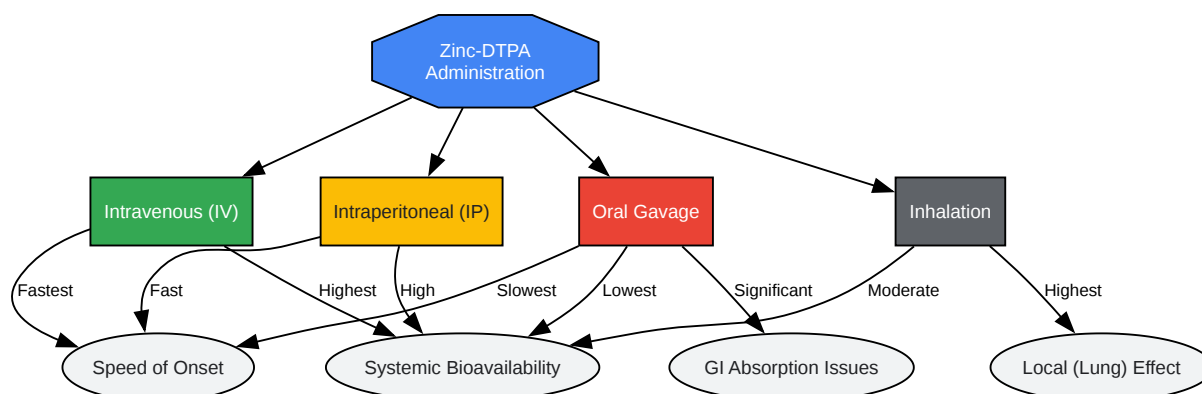 Zinc-DTPA
Administration
Intravenous (IV)
Intraperitoneal (IP)
Oral Gavage
Inhalation
Fastest
Fast
Highest
High
Slowest
Lowest
Significant
Moderate
Highest
Speed of Onset
Systemic Bioavailability
GI Absorption Issues
Local (Lung) Effect